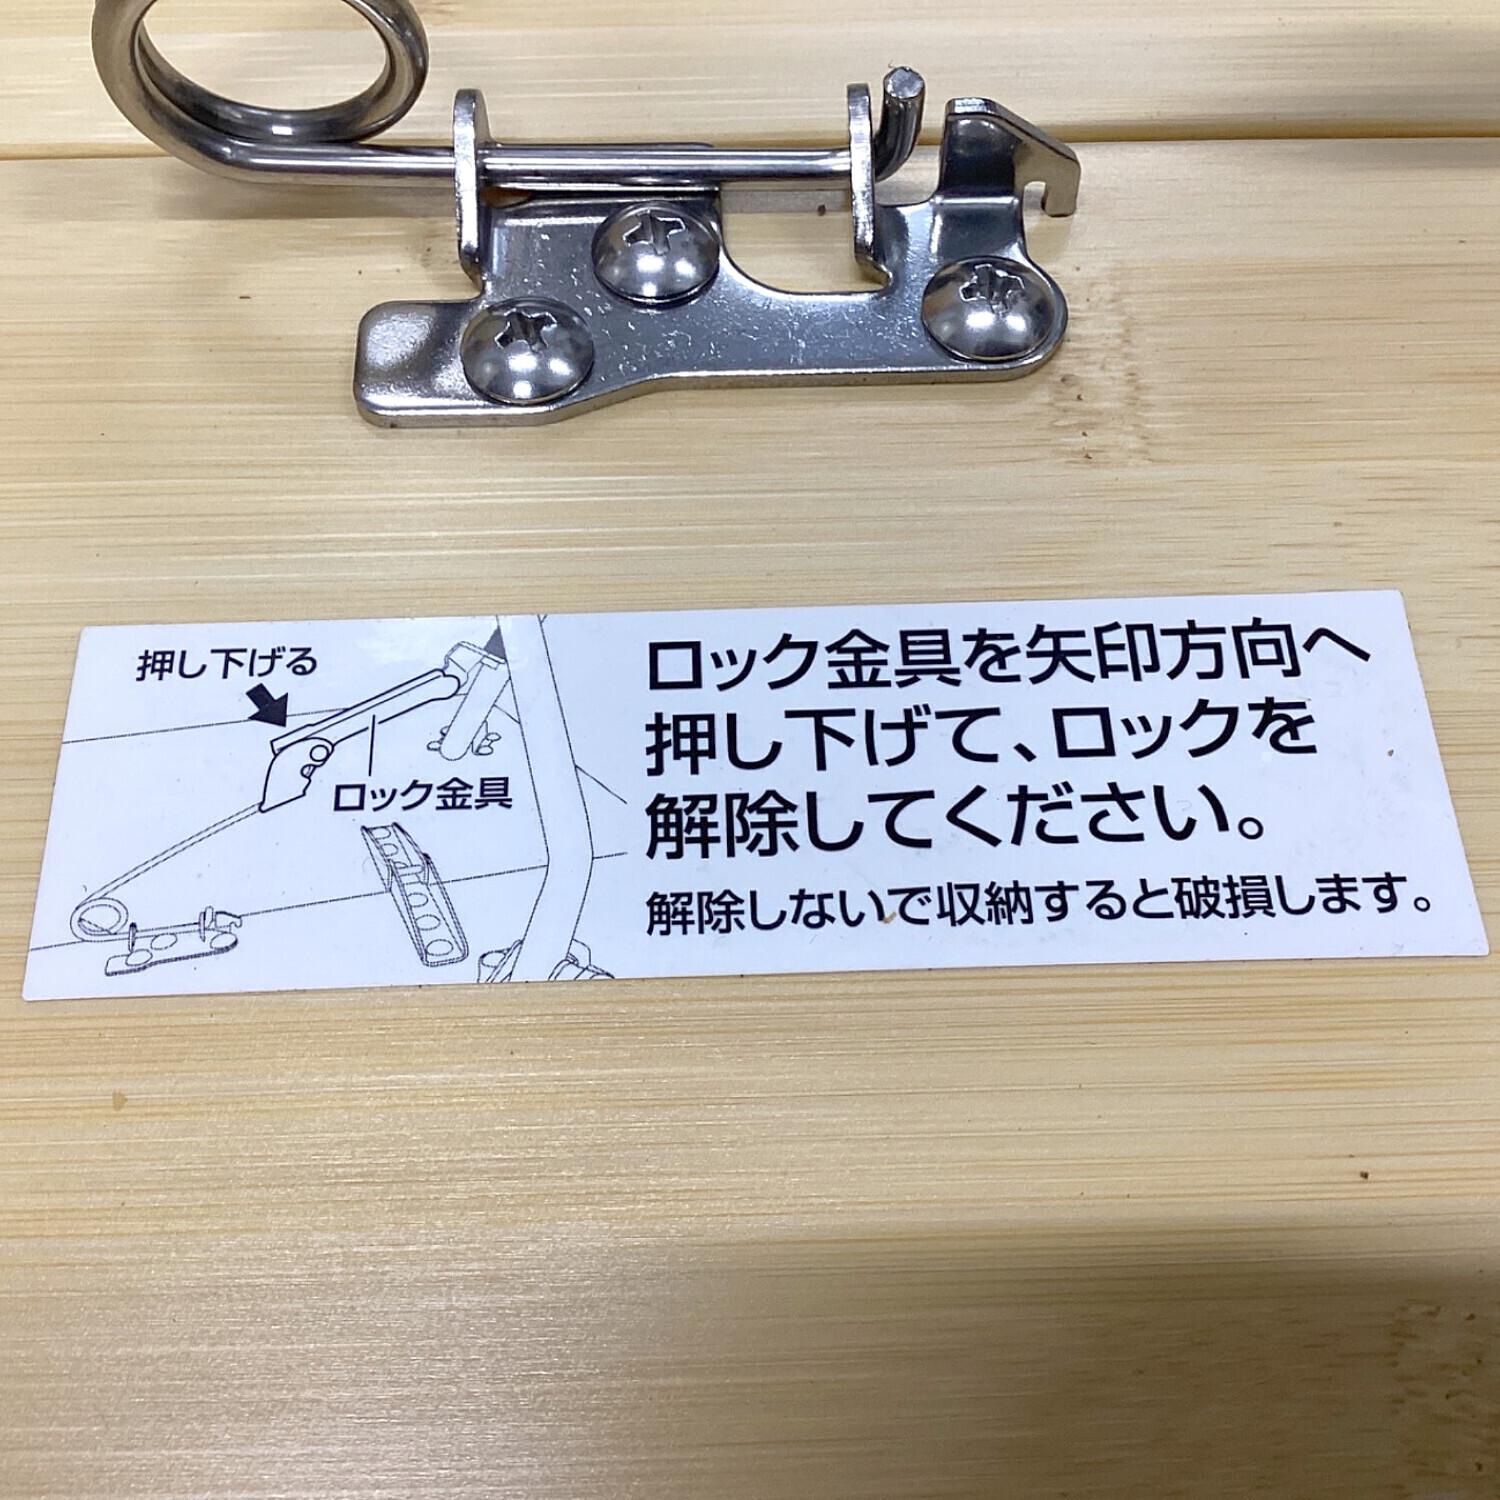 押し下げる
ロック金具
ロック金具を矢印方向へ
押し下げて、ロックを
解除してください。
解除しないで収納すると破損します。